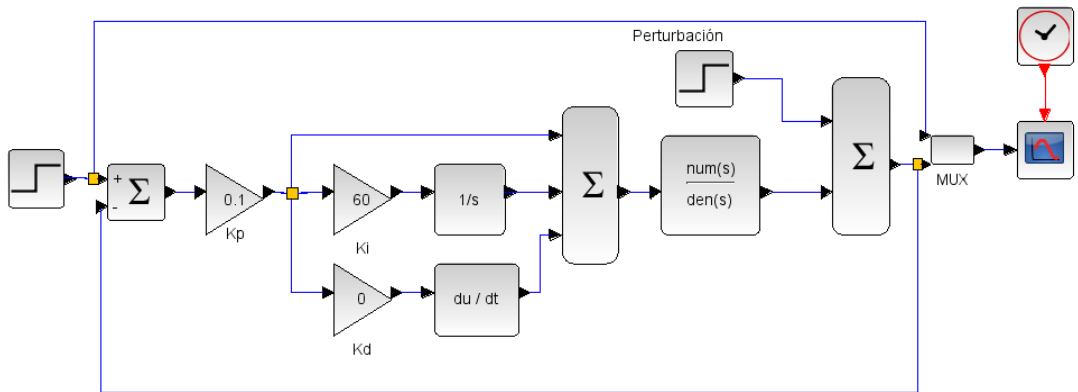 Perturbación
+
-
Σ
0.1
Kp
60
Ki
1/s
0
Kd
du / dt
Σ
num(s)
den(s)
Σ
MUX